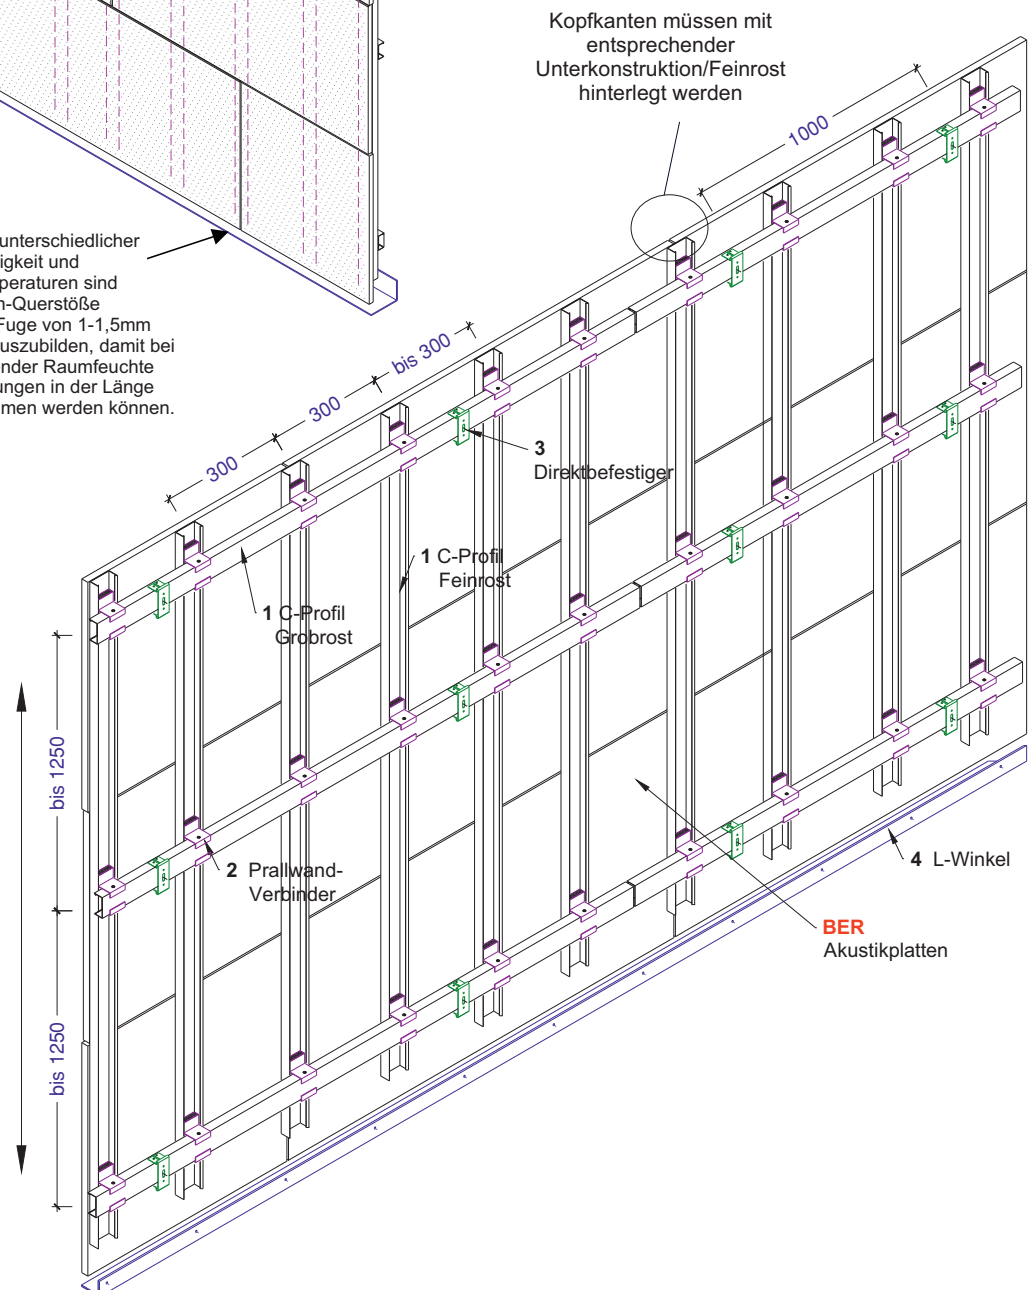 Kopfkanten müssen mit
entsprechender
Unterkonstruktion/Feinrost
hinterlegt werden
1000
unterschiedlicher
igkeit und
peraturen sind
n-Querstöße
Fuge von 1-1,5mm
uszubilden, damit bei
nder Raumfeuchte
ungen in der Länge
men werden können.
bis 300
300
300
3
Direktbefestiger
1 C-Profil
Feinrost
1 C-Profil
Grobrost
bis 1250
2 Prallwand-
Verbinder
4 L-Winkel
BER
Akustikplatten
bis 1250